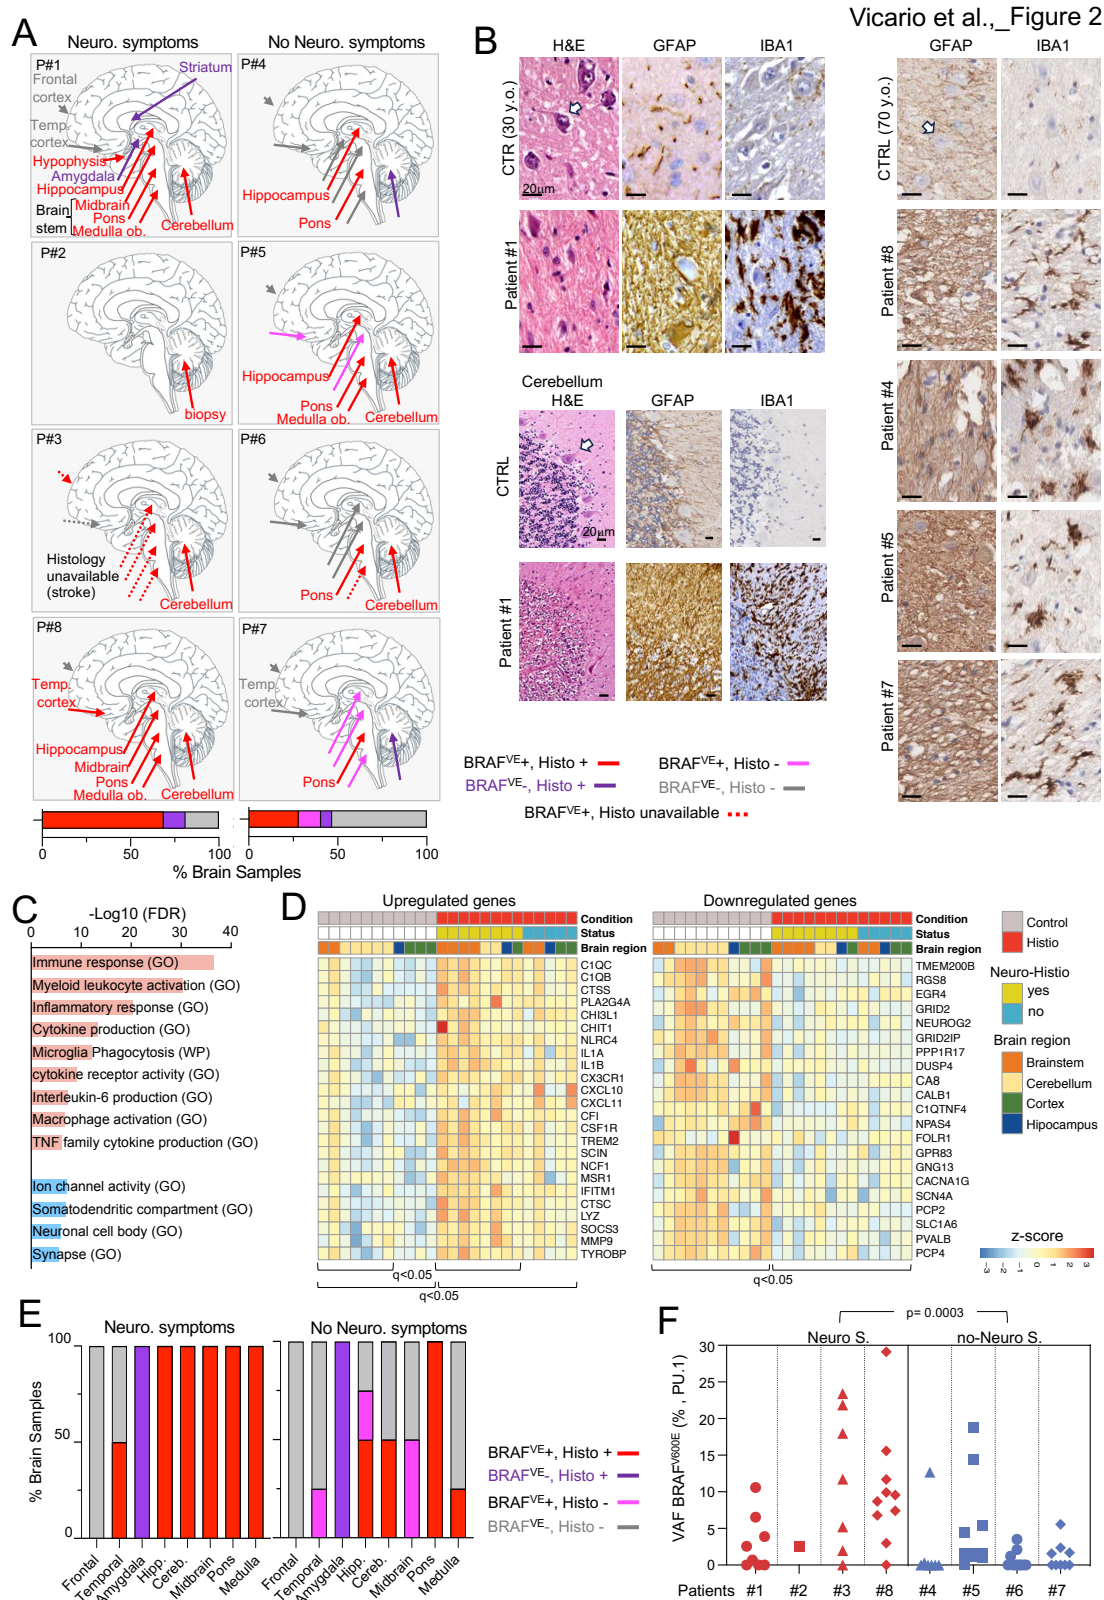 Vicario et al.,_Figure 2
A
Neuro. symptoms
No Neuro. symptoms
P#1
Striatum
Frontal
cortex
Temp.
cortex
Hypophysis
Amygdala
Hippocampus
Brain
stem
Midbrain
Pons
Medulla ob.
Cerebellum
P#4
Hippocampus
Pons
P#2
biopsy
P#5
Hippocampus
Pons
Medulla ob.
Cerebellum
P#3
Histology
unavailable
(stroke)
Cerebellum
P#6
Pons
Cerebellum
P#8
Temp.
cortex
Hippocampus
Midbrain
Pons
Medulla ob.
Cerebellum
P#7
Temp.
cortex
Pons
0 50 100
0 50 100
% Brain Samples
B
H&E GFAP IBA1
CTR (30 y.o.)
20μm
Patient #1
Cerebellum
H&E GFAP IBA1
CTRL
20μm
Patient #1
GFAP IBA1
CTRL (70 y.o.)
Patient #8
Patient #4
Patient #5
Patient #7
BRAFVE+, Histo +
BRAFVE+, Histo -
BRAFVE-, Histo +
BRAFVE-, Histo -
BRAFVE+, Histo unavailable
C
-Log10 (FDR)
0 10 20 30 40
Immune response (GO)
Myeloid leukocyte activation (GO)
Inflammatory response (GO)
Cytokine production (GO)
Microglia Phagocytosis (WP)
cytokine receptor activity (GO)
Interleukin-6 production (GO)
Macrophage activation (GO)
TNF family cytokine production (GO)
Ion channel activity (GO)
Somatodendritic compartment (GO)
Neuronal cell body (GO)
Synapse (GO)
D
Upregulated genes
Condition
Status
Brain region
C1QC
C1QB
CTSS
PLA2G4A
CHI3L1
CHIT1
NLRC4
IL1A
IL1B
CX3CR1
CXCL10
CXCL11
CFI
CSF1R
TREM2
SCIN
NCF1
MSR1
IFITM1
CTSC
LYZ
SOCS3
MMP9
TYROBP
q<0.05
q<0.05
Downregulated genes
Condition
Status
Brain region
TMEM200B
RGS8
EGR4
GRID2
NEUROG2
GRID2IP
PPP1R17
DUSP4
CA8
CALB1
C1QTNF4
NPAS4
FOLR1
GPR83
GNG13
CACNA1G
SCN4A
PCP2
SLC1A6
PVALB
PCP4
q<0.05
Control
Histio
Neuro-Histio
yes
no
Brain region
Brainstem
Cerebellum
Cortex
Hipocampus
z-score
-3 -2 -1 0 1 2 3
E
Neuro. symptoms
No Neuro. symptoms
% Brain Samples
100
50
0
Frontal
Temporal
Amygdala
Hipp.
Cereb.
Midbrain
Pons
Medulla
Frontal
Temporal
Amygdala
Hipp.
Cereb.
Midbrain
Pons
Medulla
BRAFVE+, Histo +
BRAFVE-, Histo +
BRAFVE+, Histo -
BRAFVE-, Histo -
F
p= 0.0003
Neuro S.
no-Neuro S.
VAF BRAFV600E (% , PU.1)
30
25
20
15
10
5
0
Patients #1 #2 #3 #8 #4 #5 #6 #7